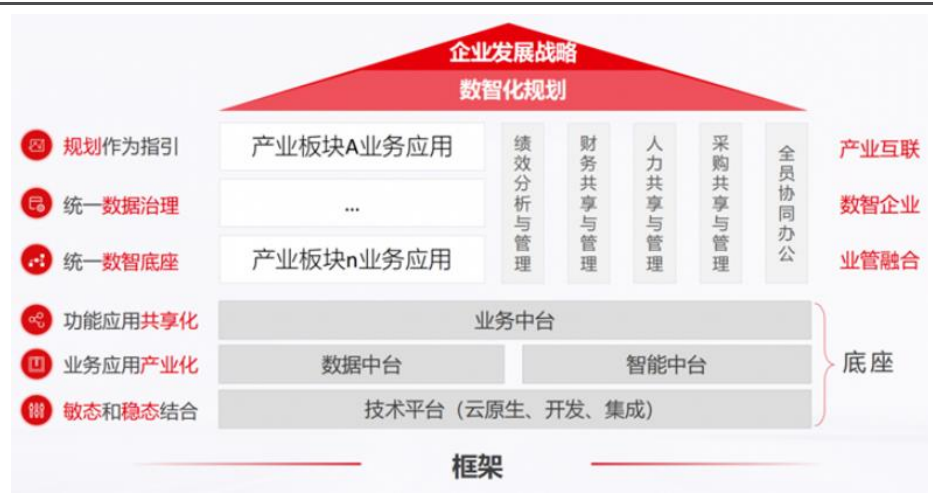 企业发展战略
数智化规划
规划作为指引
统一数据治理
统一数智底座
功能应用共享化
业务应用产业化
敏态和稳态结合
产业板块A业务应用
...
产业板块n业务应用
绩效分析与管理
财务共享与管理
人力共享与管理
采购共享与管理
全员协同办公
产业互联
数智企业
业管融合
业务中台
数据中台
智能中台
技术平台（云原生、开发、集成）
底座
框架